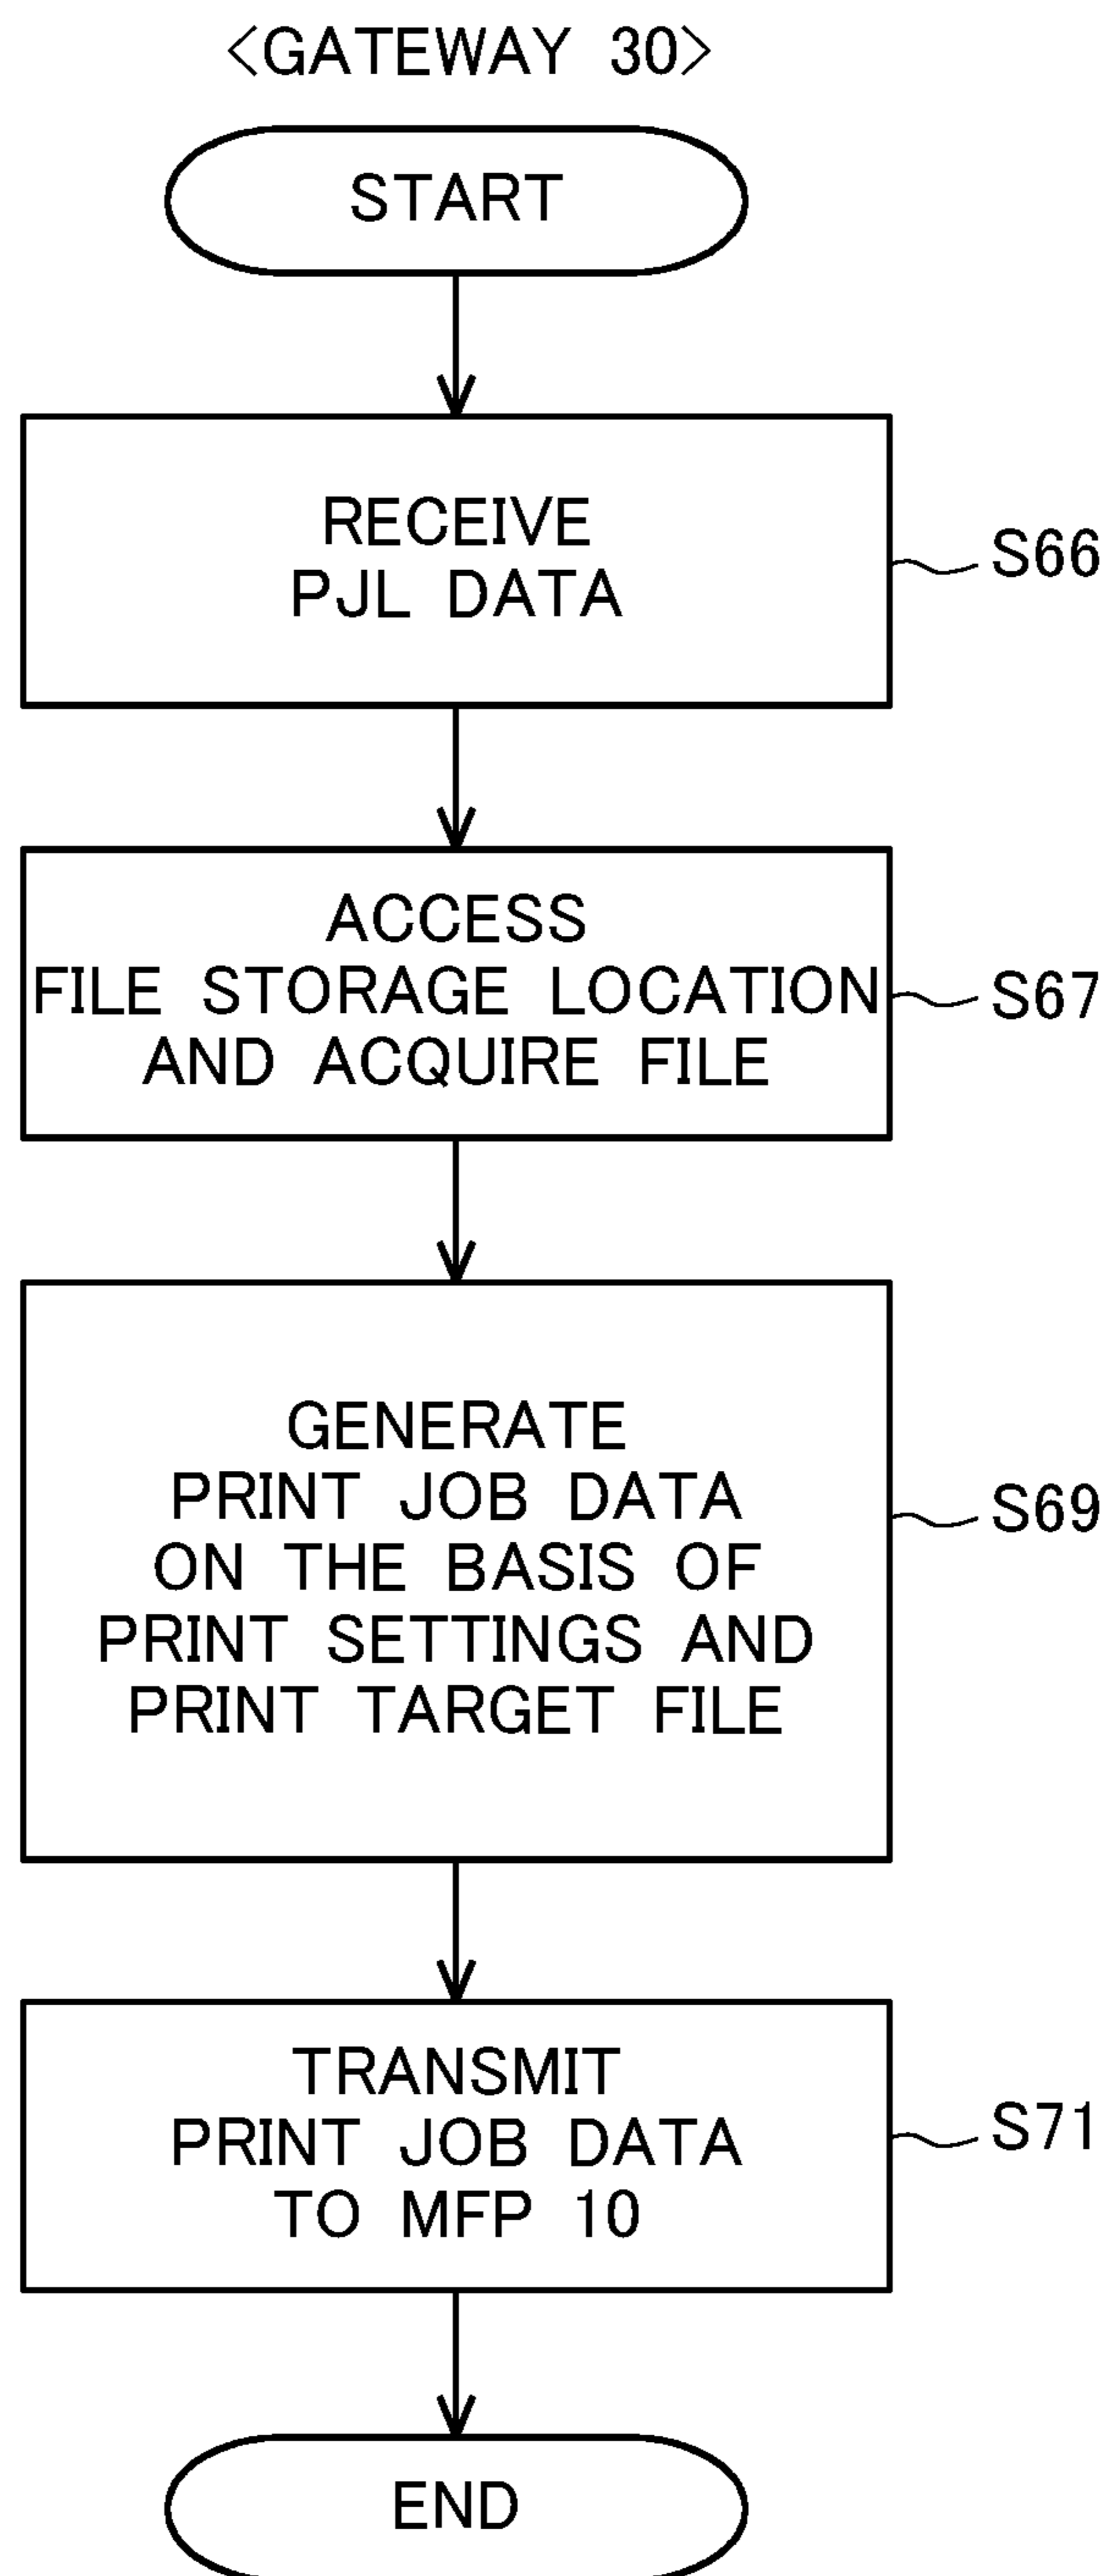 <GATEWAY 30>
START
RECEIVE
PJL DATA
S66
ACCESS
FILE STORAGE LOCATION
AND ACQUIRE FILE
S67
GENERATE
PRINT JOB DATA
ON THE BASIS OF
PRINT SETTINGS AND
PRINT TARGET FILE
S69
TRANSMIT
PRINT JOB DATA
TO MFP 10
S71
END